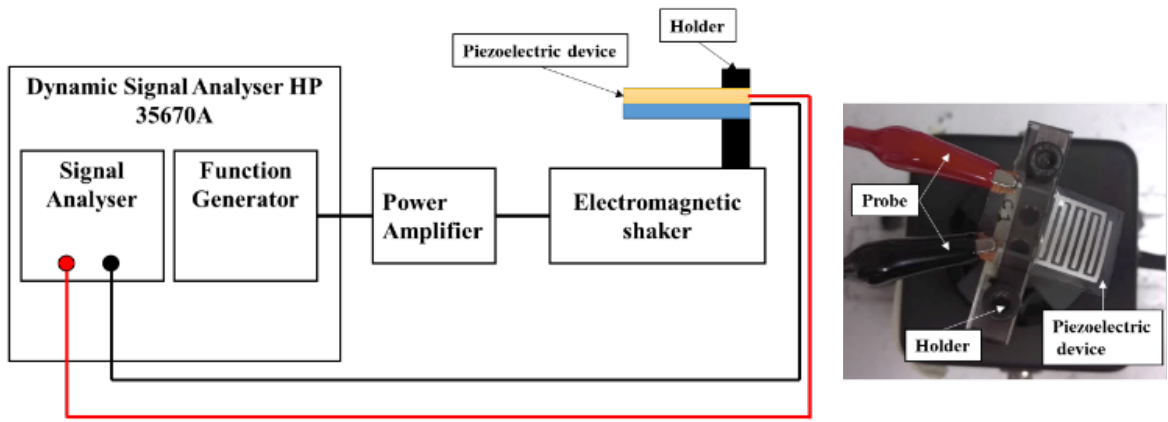 Holder
Piezoelectric device
Dynamic Signal Analyser HP
35670A
Signal
Analyser
Function
Generator
Power
Amplifier
Electromagnetic
shaker
Probe
Holder
Piezoelectric
device